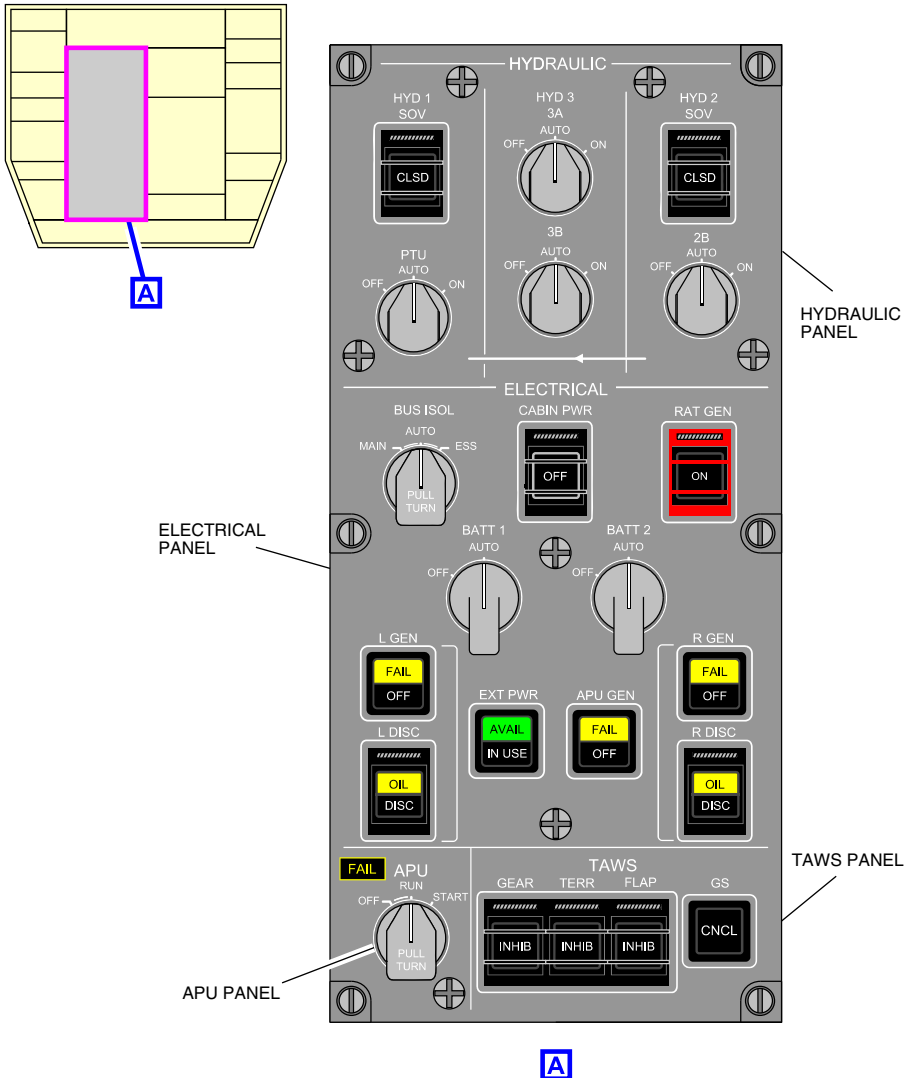 HYDRAULIC
HYD 1
SOV
CLSD
HYD 3
3A
OFF AUTO ON
HYD 2
SOV
CLSD
PTU
OFF AUTO ON
3B
OFF AUTO ON
2B
OFF AUTO ON
HYDRAULIC
PANEL
A
ELECTRICAL
BUS ISOL
MAIN AUTO ESS
PULL
TURN
CABIN PWR
OFF
RAT GEN
ON
ELECTRICAL
PANEL
BATT 1
OFF AUTO
BATT 2
OFF AUTO
L GEN
FAIL
OFF
R GEN
FAIL
OFF
EXT PWR
AVAIL
IN USE
APU GEN
FAIL
OFF
L DISC
OIL
DISC
R DISC
OIL
DISC
FAIL
APU
OFF RUN START
PULL
TURN
TAWS
GEAR TERR FLAP GS
INHIB INHIB INHIB CNCL
TAWS PANEL
APU PANEL
A